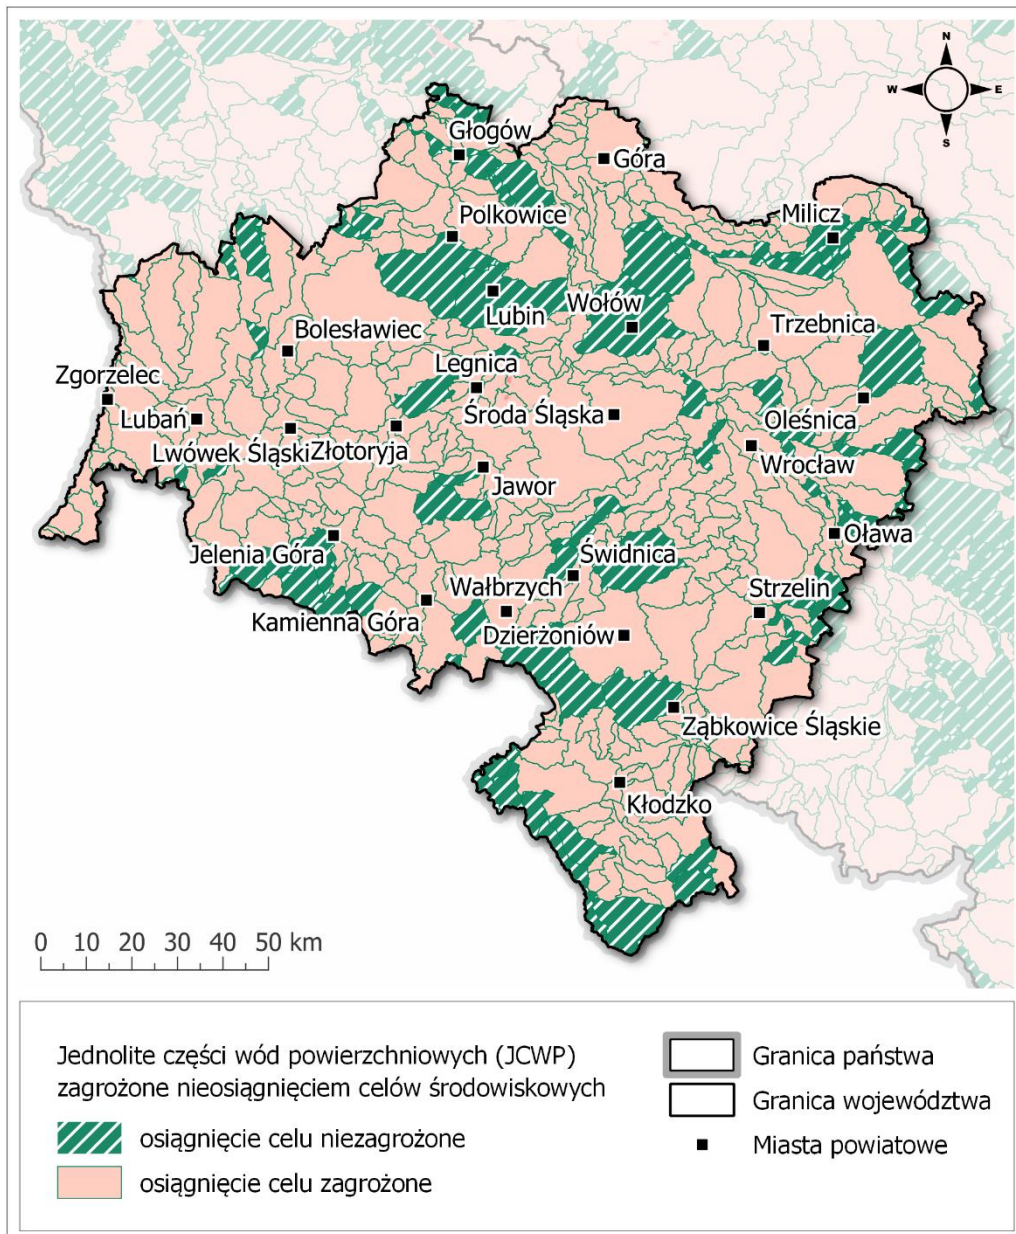 N
W E
S
Głogów
Góra
Polkowice
Milicz
Lubin
Wołów
Bolesławiec
Trzebnica
Legnica
Zgorzelec
Lubań
Środa Śląska
Oleśnica
Lwówek Śląski
Złotoryja
Wrocław
Jawor
Oława
Jelenia Góra
Świdnica
Wałbrzych
Strzelin
Kamienna Góra
Dzierżoniów
Ząbkowice Śląskie
Kłodzko
0 10 20 30 40 50 km
Jednolite części wód powierzchniowych (JCWP)
zagrożone nieosiągnięciem celów środowiskowych
osiągnięcie celu niezagrożone
osiągnięcie celu zagrożone
Granica państwa
Granica województwa
Miasta powiatowe